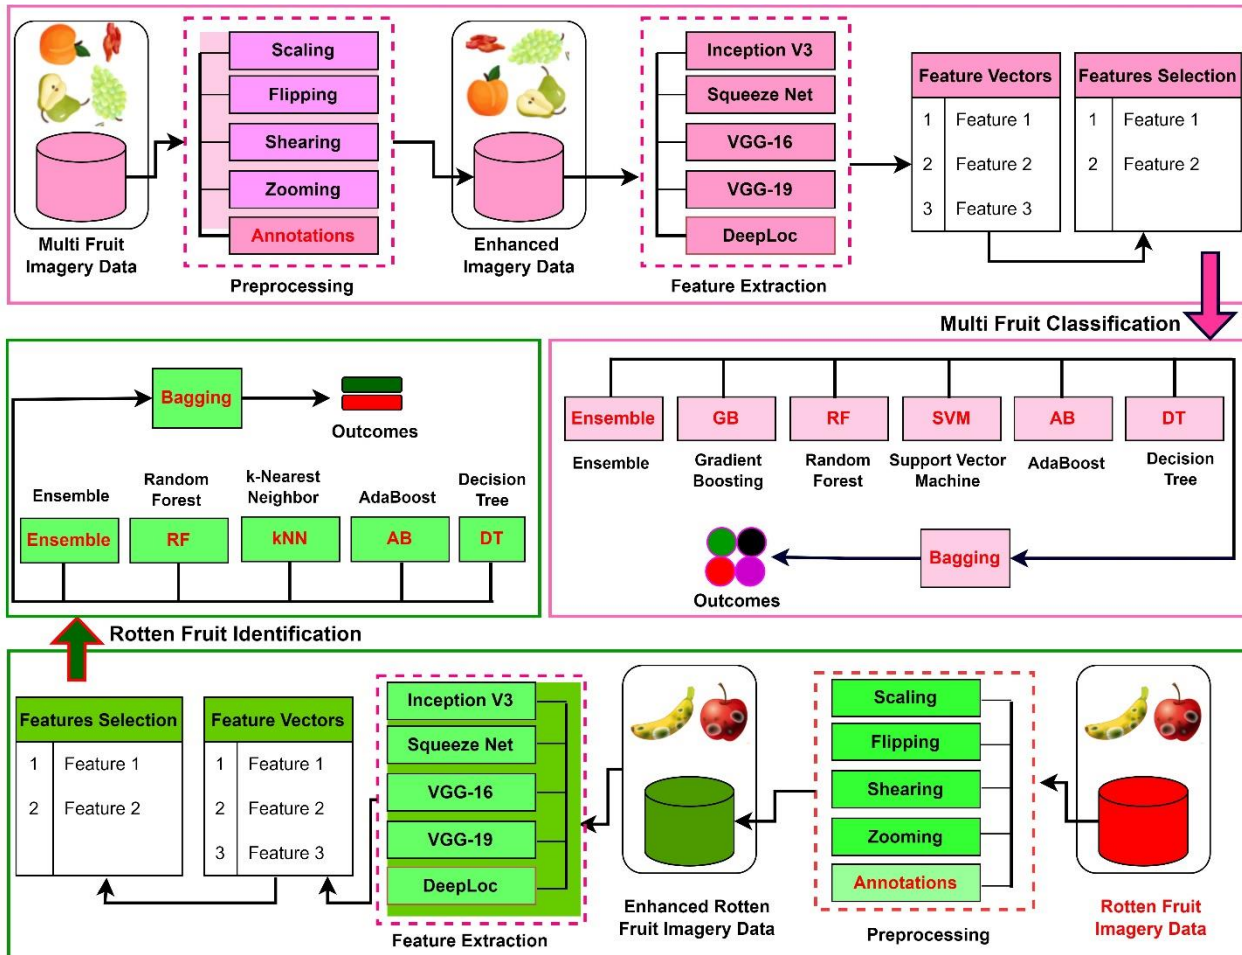 Multi Fruit
Imagery Data
Scaling
Flipping
Shearing
Zooming
Annotations
Preprocessing
Enhanced
Imagery Data
Inception V3
Squeeze Net
VGG-16
VGG-19
DeepLoc
Feature Extraction
Feature Vectors
1 Feature 1
2 Feature 2
3 Feature 3
Features Selection
1 Feature 1
2 Feature 2
Multi Fruit Classification
Ensemble
GB
RF
SVM
AB
DT
Ensemble
Gradient
Boosting
Random
Forest
Support Vector
Machine
AdaBoost
Decision
Tree
Bagging
Outcomes
Bagging
Outcomes
Ensemble
Random
Forest
k-Nearest
Neighbor
AdaBoost
Decision
Tree
Ensemble
RF
kNN
AB
DT
Rotten Fruit Identification
Features Selection
1 Feature 1
2 Feature 2
Feature Vectors
1 Feature 1
2 Feature 2
3 Feature 3
Inception V3
Squeeze Net
VGG-16
VGG-19
DeepLoc
Feature Extraction
Enhanced Rotten
Fruit Imagery Data
Scaling
Flipping
Shearing
Zooming
Annotations
Preprocessing
Rotten Fruit
Imagery Data